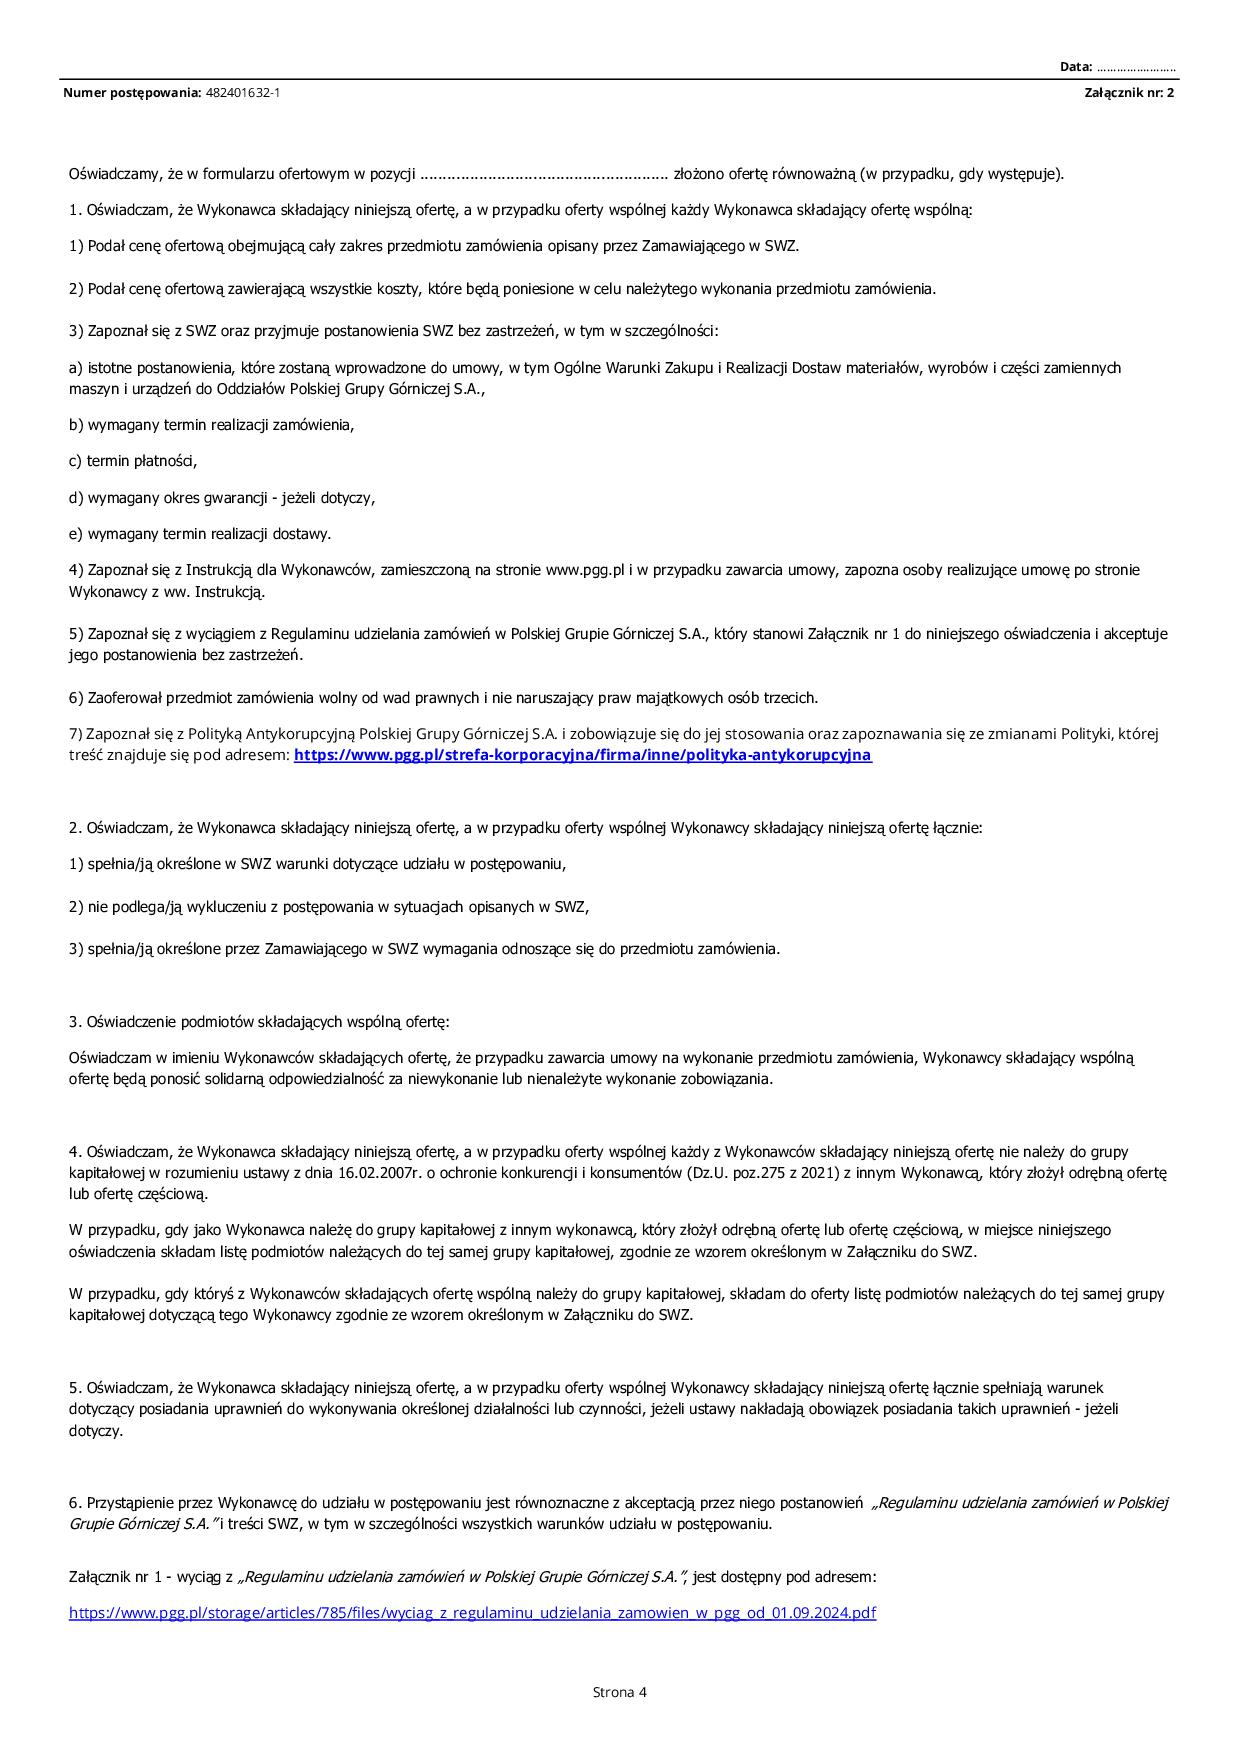 Data: ........................
Numer postępowania: 482401632-1 Załącznik nr: 2
Oświadczamy, że w formularzu ofertowym w pozycji ....................................................... złożono ofertę równoważną (w przypadku, gdy występuje).
1. Oświadczam, że Wykonawca składający niniejszą ofertę, a w przypadku oferty wspólnej każdy Wykonawca składający ofertę wspólną:
1) Podał cenę ofertową obejmującą cały zakres przedmiotu zamówienia opisany przez Zamawiającego w SWZ.
2) Podał cenę ofertową zawierającą wszystkie koszty, które będą poniesione w celu należytego wykonania przedmiotu zamówienia.
3) Zapoznał się z SWZ oraz przyjmuje postanowienia SWZ bez zastrzeżeń, w tym w szczególności:
a) istotne postanowienia, które zostaną wprowadzone do umowy, w tym Ogólne Warunki Zakupu i Realizacji Dostaw materiałów, wyrobów i części zamiennych
maszyn i urządzeń do Oddziałów Polskiej Grupy Górniczej S.A.,
b) wymagany termin realizacji zamówienia,
c) termin płatności,
d) wymagany okres gwarancji - jeżeli dotyczy,
e) wymagany termin realizacji dostawy.
4) Zapoznał się z Instrukcją dla Wykonawców, zamieszczoną na stronie www.pgg.pl i w przypadku zawarcia umowy, zapozna osoby realizujące umowę po stronie
Wykonawcy z ww. Instrukcją.
5) Zapoznał się z wyciągiem z Regulaminu udzielania zamówień w Polskiej Grupie Górniczej S.A., który stanowi Załącznik nr 1 do niniejszego oświadczenia i akceptuje
jego postanowienia bez zastrzeżeń.
6) Zaoferował przedmiot zamówienia wolny od wad prawnych i nie naruszający praw majątkowych osób trzecich.
7) Zapoznał się z Polityką Antykorupcyjną Polskiej Grupy Górniczej S.A. i zobowiązuje się do jej stosowania oraz zapoznawania się ze zmianami Polityki, której
treść znajduje się pod adresem: https://www.pgg.pl/strefa-korporacyjna/firma/inne/polityka-antykorupcyjna
2. Oświadczam, że Wykonawca składający niniejszą ofertę, a w przypadku oferty wspólnej Wykonawcy składający niniejszą ofertę łącznie:
1) spełnia/ją określone w SWZ warunki dotyczące udziału w postępowaniu,
2) nie podlega/ją wykluczeniu z postępowania w sytuacjach opisanych w SWZ,
3) spełnia/ją określone przez Zamawiającego w SWZ wymagania odnoszące się do przedmiotu zamówienia.
3. Oświadczenie podmiotów składających wspólną ofertę:
Oświadczam w imieniu Wykonawców składających ofertę, że przypadku zawarcia umowy na wykonanie przedmiotu zamówienia, Wykonawcy składający wspólną
ofertę będą ponosić solidarną odpowiedzialność za niewykonanie lub nienależyte wykonanie zobowiązania.
4. Oświadczam, że Wykonawca składający niniejszą ofertę, a w przypadku oferty wspólnej każdy z Wykonawców składający niniejszą ofertę nie należy do grupy
kapitałowej w rozumieniu ustawy z dnia 16.02.2007r. o ochronie konkurencji i konsumentów (Dz.U. poz.275 z 2021) z innym Wykonawcą, który złożył odrębną ofertę
lub ofertę częściową.
W przypadku, gdy jako Wykonawca należę do grupy kapitałowej z innym wykonawcą, który złożył odrębną ofertę lub ofertę częściową, w miejsce niniejszego
oświadczenia składam listę podmiotów należących do tej samej grupy kapitałowej, zgodnie ze wzorem określonym w Załączniku do SWZ.
W przypadku, gdy któryś z Wykonawców składających ofertę wspólną należy do grupy kapitałowej, składam do oferty listę podmiotów należących do tej samej grupy
kapitałowej dotyczącą tego Wykonawcy zgodnie ze wzorem określonym w Załączniku do SWZ.
5. Oświadczam, że Wykonawca składający niniejszą ofertę, a w przypadku oferty wspólnej Wykonawcy składający niniejszą ofertę łącznie spełniają warunek
dotyczący posiadania uprawnień do wykonywania określonej działalności lub czynności, jeżeli ustawy nakładają obowiązek posiadania takich uprawnień - jeżeli
dotyczy.
6. Przystąpienie przez Wykonawcę do udziału w postępowaniu jest równoznaczne z akceptacją przez niego postanowień „Regulaminu udzielania zamówień w Polskiej
Grupie Górniczej S.A.” i treści SWZ, w tym w szczególności wszystkich warunków udziału w postępowaniu.
Załącznik nr 1 - wyciąg z „Regulaminu udzielania zamówień w Polskiej Grupie Górniczej S.A.”, jest dostępny pod adresem:
https://www.pgg.pl/storage/articles/785/files/wyciag_z_regulaminu_udzielania_zamowien_w_pgg_od_01.09.2024.pdf
Strona 4